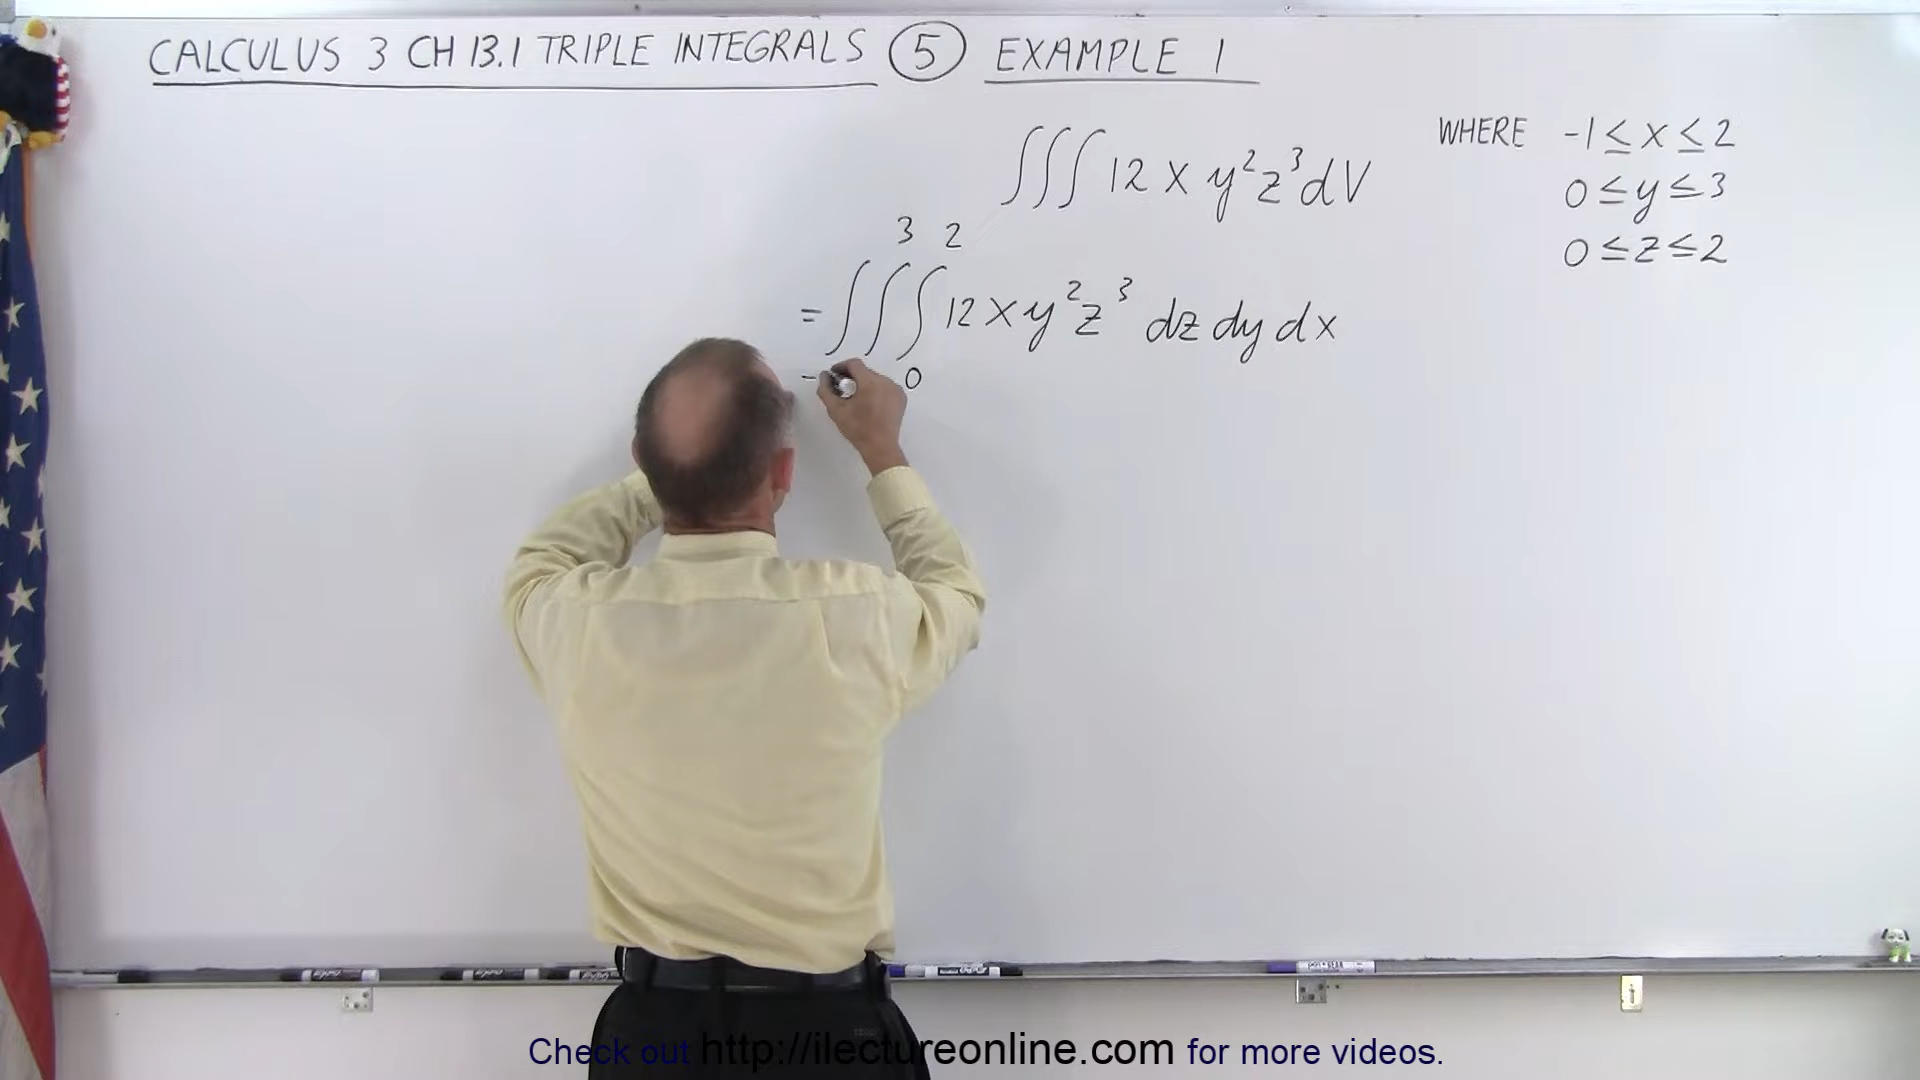 CALCULUS 3 CH 13.1 TRIPLE INTEGRALS ⑤ EXAMPLE 1
∫∫∫ 12 x y²z³dV
WHERE -1 ≤ x ≤ 2
0 ≤ y ≤ 3
0 ≤ z ≤ 2
3 2
= ∫∫∫ 12 x y²z³ dz dy dx
- 0
Check out http://ilectureonline.com for more videos.